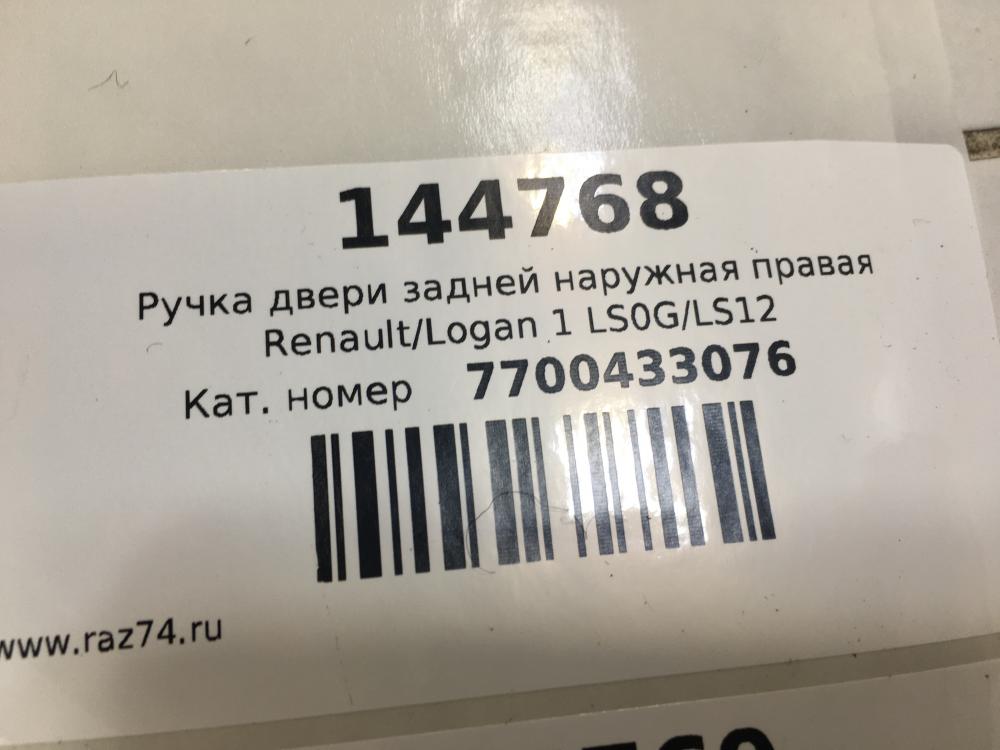 144768
Ручка двери задней наружная правая
Renault/Logan 1 LS0G/LS12
Кат. номер 7700433076
www.raz74.ru